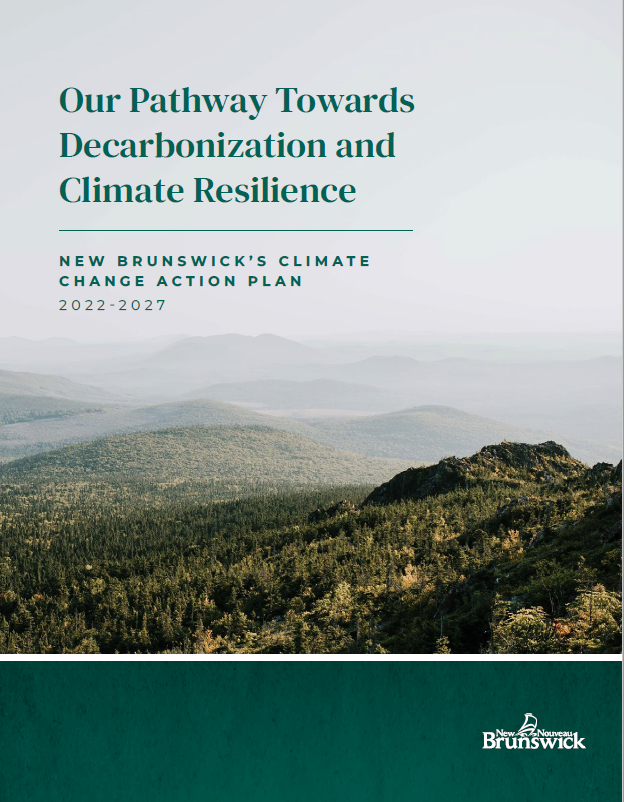 Our Pathway Towards
Decarbonization and
Climate Resilience
NEW BRUNSWICK'S CLIMATE
CHANGE ACTION PLAN
2022-2027
New Nouveau
Brunswick